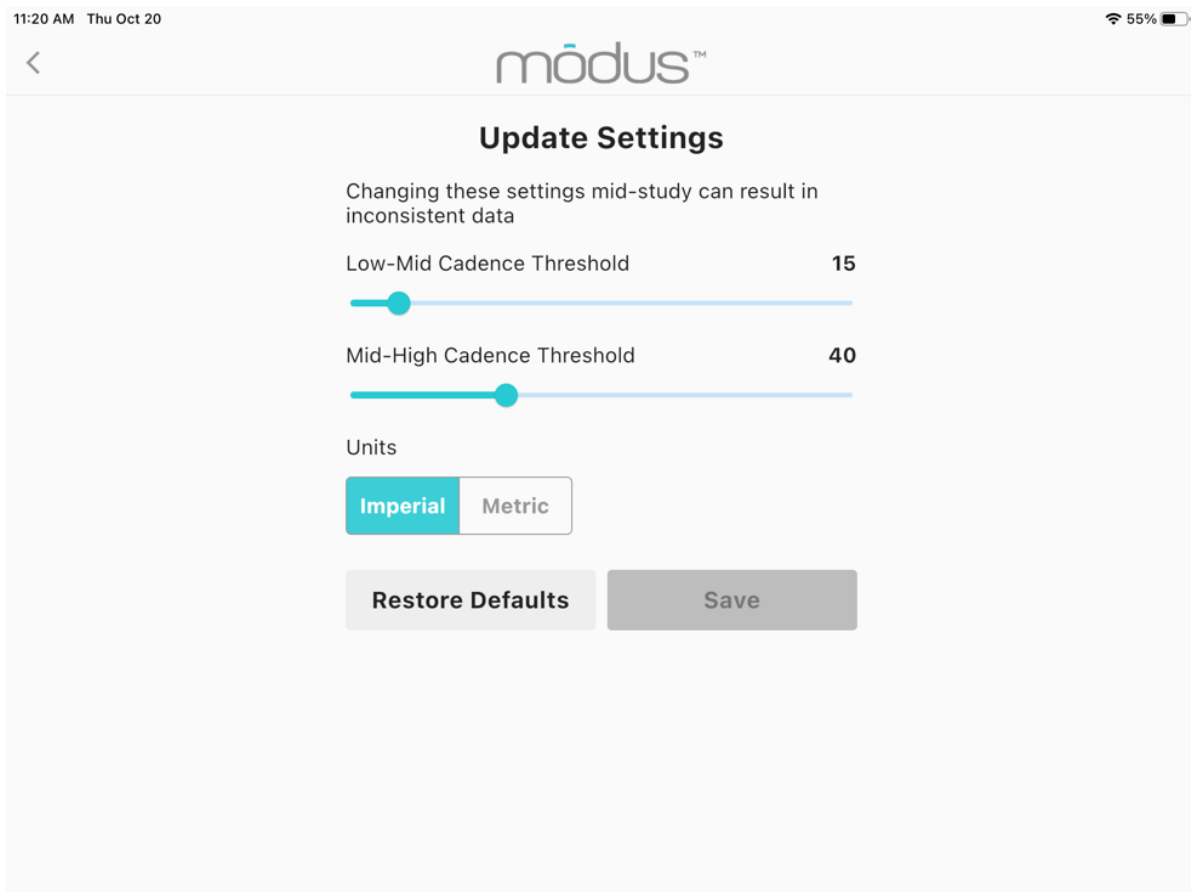 11:20 AM Thu Oct 20 55%
mōdus™
Update Settings
Changing these settings mid-study can result in
inconsistent data
Low-Mid Cadence Threshold 15
Mid-High Cadence Threshold 40
Units
Imperial Metric
Restore Defaults Save